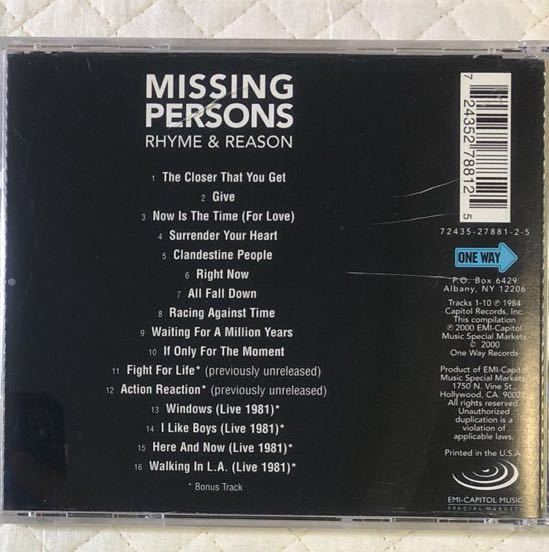 MISSING
PERSONS
RHYME & REASON
1 The Closer That You Get
2 Give
3 Now Is The Time (For Love)
4 Surrender Your Heart
5 Clandestine People
6 Right Now
7 All Fall Down
8 Racing Against Time
9 Waiting For A Million Years
10 If Only For The Moment
11 Fight For Life* (previously unreleased)
12 Action Reaction* (previously unreleased)
13 Windows (Live 1981)*
14 I Like Boys (Live 1981)*
15 Here And Now (Live 1981)*
16 Walking In L.A. (Live 1981)*
* Bonus Track
7 24352 78812 5
72435-27881-2-5
ONE WAY
P.O. Box 6429
Albany, NY 12206
Tracks 1-10 ℗ 1984
Capitol Records, Inc.
This compilation
℗ 2000 EMI-Capitol
Music Special Markets
© 2000
One Way Records
Product of EMI-Capitol
Music Special Markets
1750 N. Vine St.,
Hollywood, CA. 9002
All rights reserved.
Unauthorized
duplication is a
violation of
applicable laws.
Printed in the U.S.A.
EMI-CAPITOL MUSIC
SPECIAL MARKETS